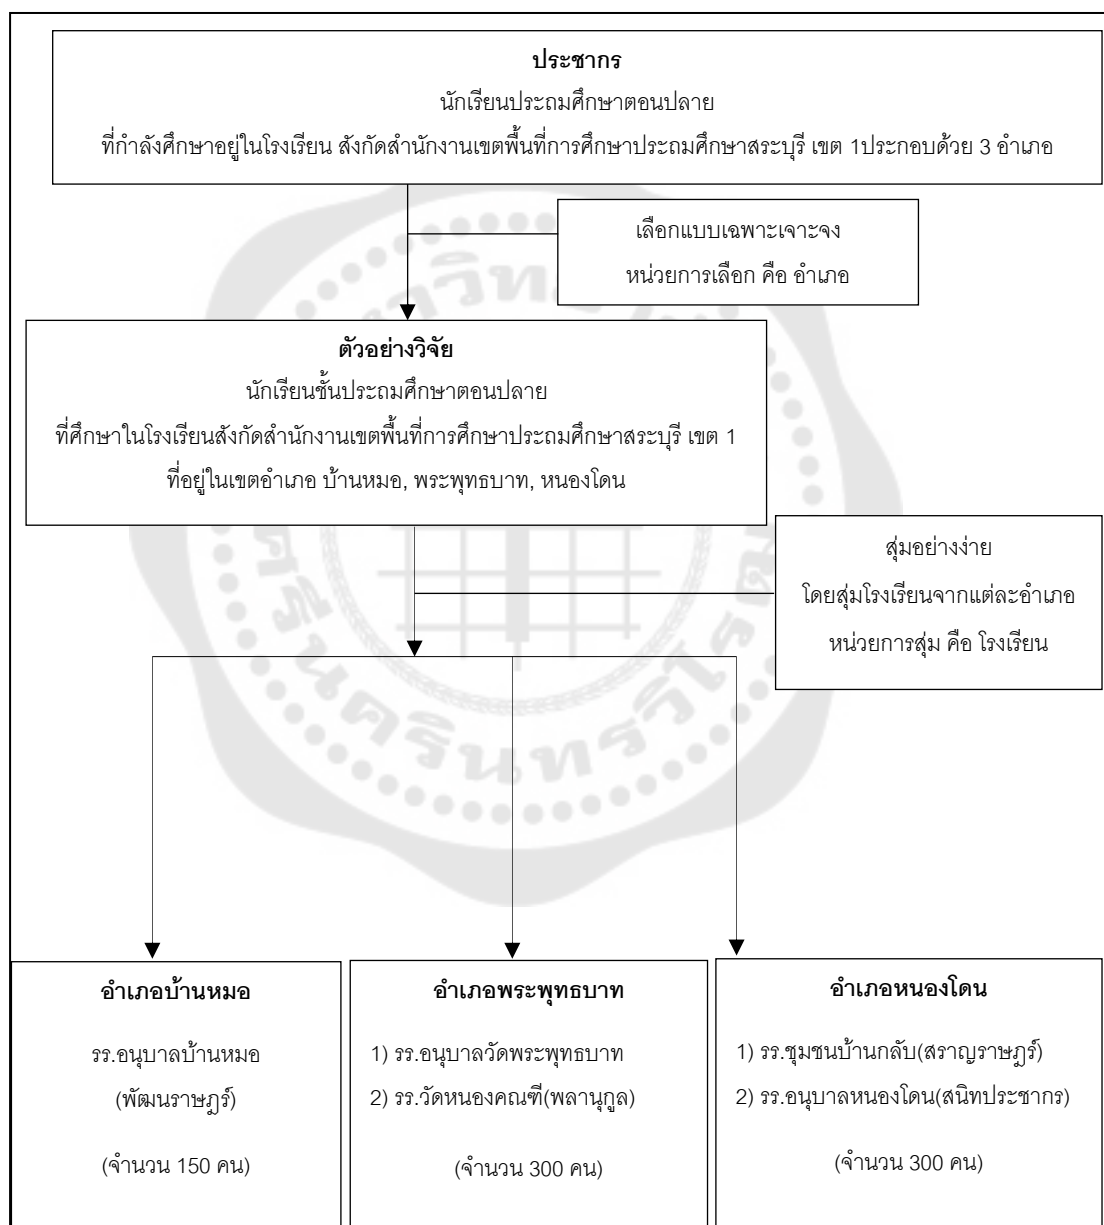 ประชากร
นักเรียนประถมศึกษาตอนปลาย
ที่กำลังศึกษาอยู่ในโรงเรียน สังกัดสำนักงานเขตพื้นที่การศึกษาประถมศึกษาสระบุรี เขต 1ประกอบด้วย 3 อำเภอ
เลือกแบบเฉพาะเจาะจง
หน่วยการเลือก คือ อำเภอ
ตัวอย่างวิจัย
นักเรียนชั้นประถมศึกษาตอนปลาย
ที่ศึกษาในโรงเรียนสังกัดสำนักงานเขตพื้นที่การศึกษาประถมศึกษาสระบุรี เขต 1
ที่อยู่ในเขตอำเภอ บ้านหมอ, พระพุทธบาท, หนองโดน
สุ่มอย่างง่าย
โดยสุ่มโรงเรียนจากแต่ละอำเภอ
หน่วยการสุ่ม คือ โรงเรียน
อำเภอบ้านหมอ
รร.อนุบาลบ้านหมอ
(พัฒนราษฎร์)
(จำนวน 150 คน)
อำเภอพระพุทธบาท
1) รร.อนุบาลวัดพระพุทธบาท
2) รร.วัดหนองคณฑี(พลานุกูล)
(จำนวน 300 คน)
อำเภอหนองโดน
1) รร.ชุมชนบ้านกลับ(สราญราษฎร์)
2) รร.อนุบาลหนองโดน(สนิทประชากร)
(จำนวน 300 คน)